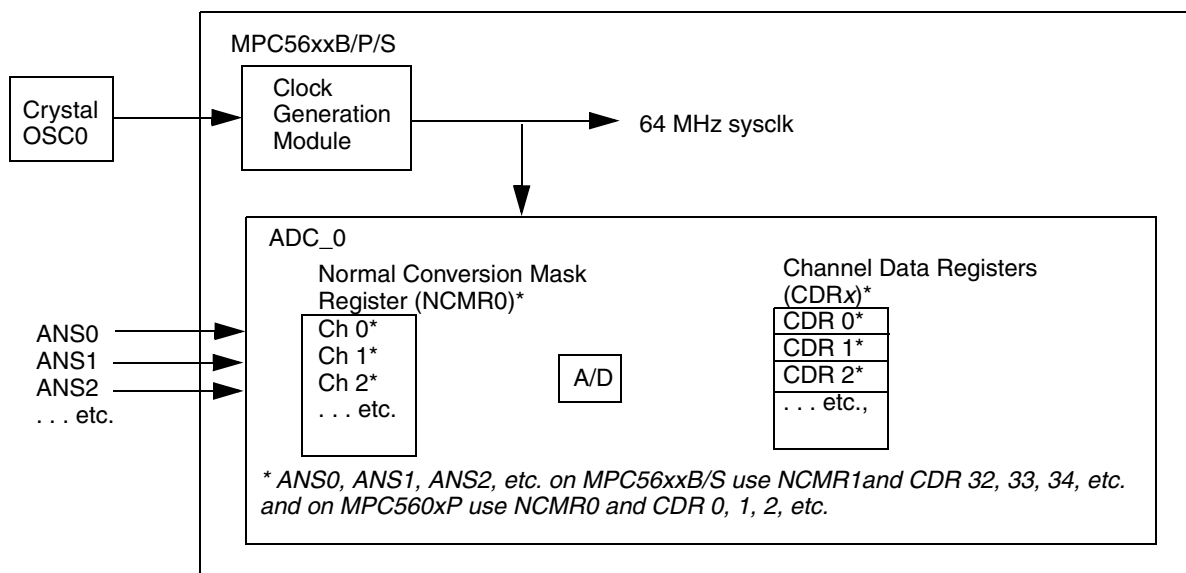 MPC56xxB/P/S
Crystal
OSC0
Clock
Generation
Module
64 MHz sysclk
ADC_0
Normal Conversion Mask
Register (NCMR0)*
Ch 0*
Ch 1*
Ch 2*
. . . etc.
A/D
Channel Data Registers
(CDRx)*
CDR 0*
CDR 1*
CDR 2*
. . . etc.,
ANS0
ANS1
ANS2
. . . etc.
* ANS0, ANS1, ANS2, etc. on MPC56xxB/S use NCMR1and CDR 32, 33, 34, etc.
and on MPC560xP use NCMR0 and CDR 0, 1, 2, etc.